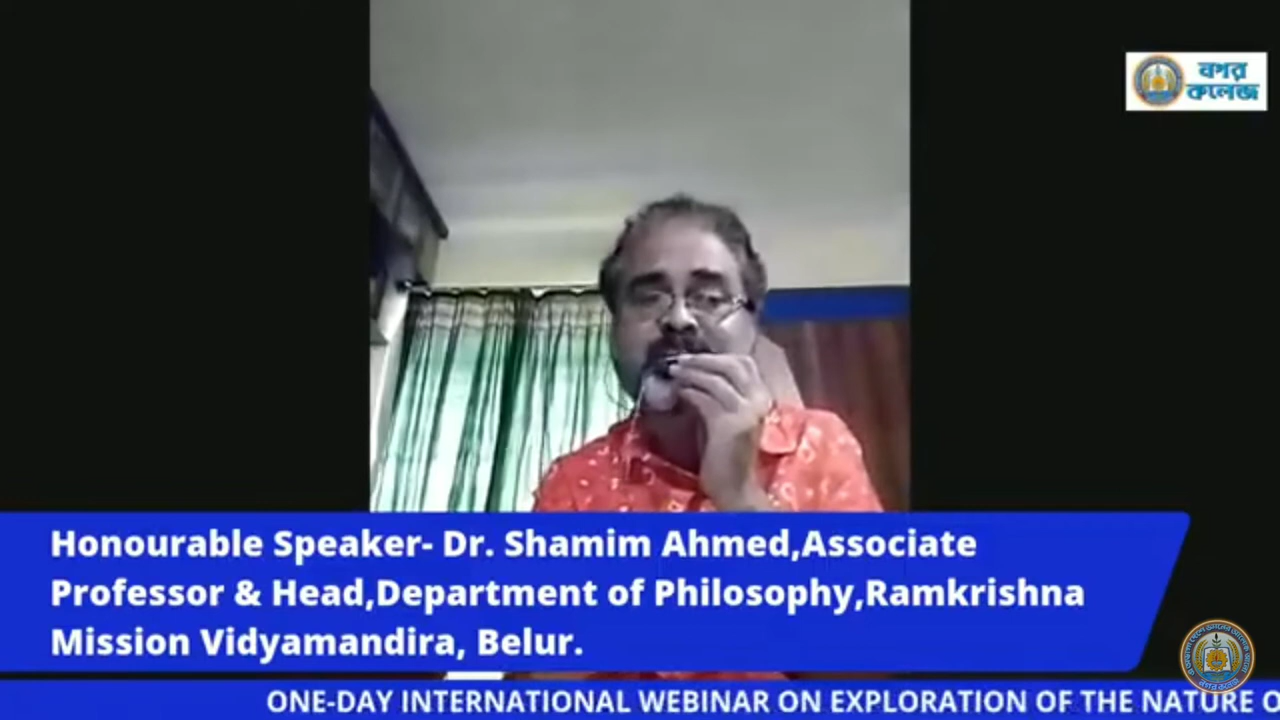 নগর
কলেজ
Honourable Speaker- Dr. Shamim Ahmed,Associate
Professor & Head,Department of Philosophy,Ramkrishna
Mission Vidyamandira, Belur.
ONE-DAY INTERNATIONAL WEBINAR ON EXPLORATION OF THE NATURE O